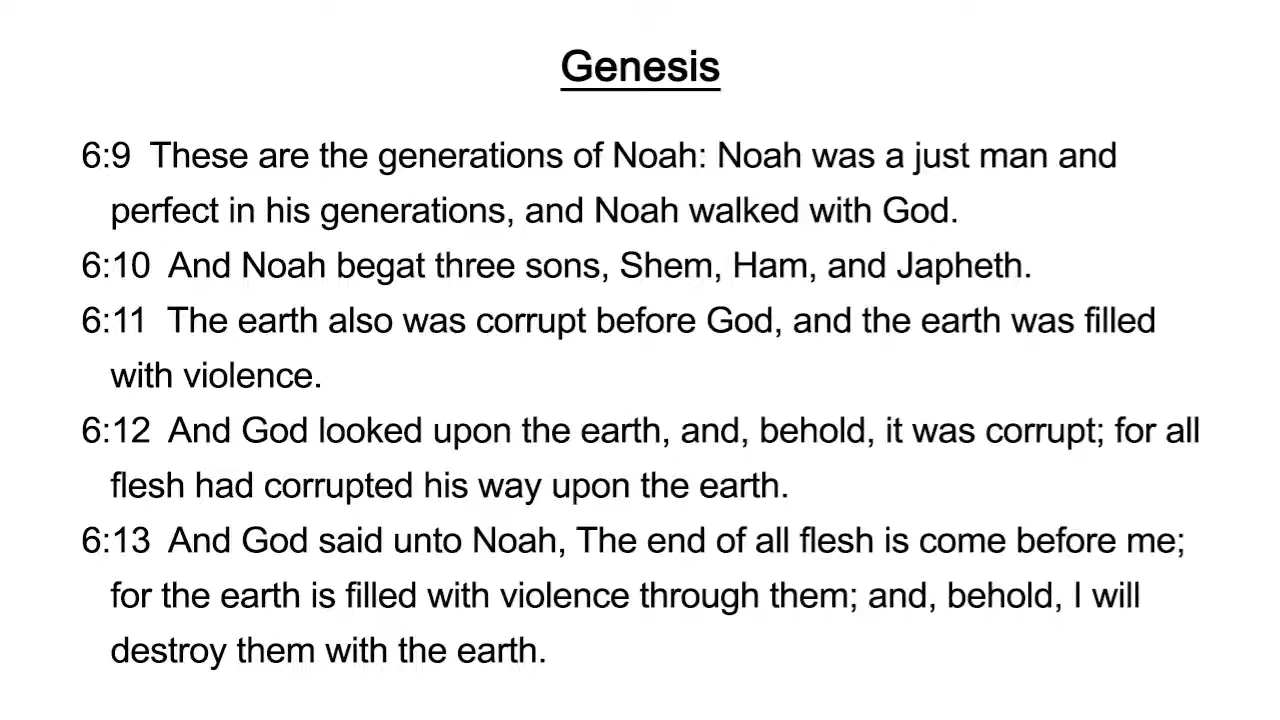 Genesis
6:9 These are the generations of Noah: Noah was a just man and
perfect in his generations, and Noah walked with God.
6:10 And Noah begat three sons, Shem, Ham, and Japheth.
6:11 The earth also was corrupt before God, and the earth was filled
with violence.
6:12 And God looked upon the earth, and, behold, it was corrupt; for all
flesh had corrupted his way upon the earth.
6:13 And God said unto Noah, The end of all flesh is come before me;
for the earth is filled with violence through them; and, behold, I will
destroy them with the earth.